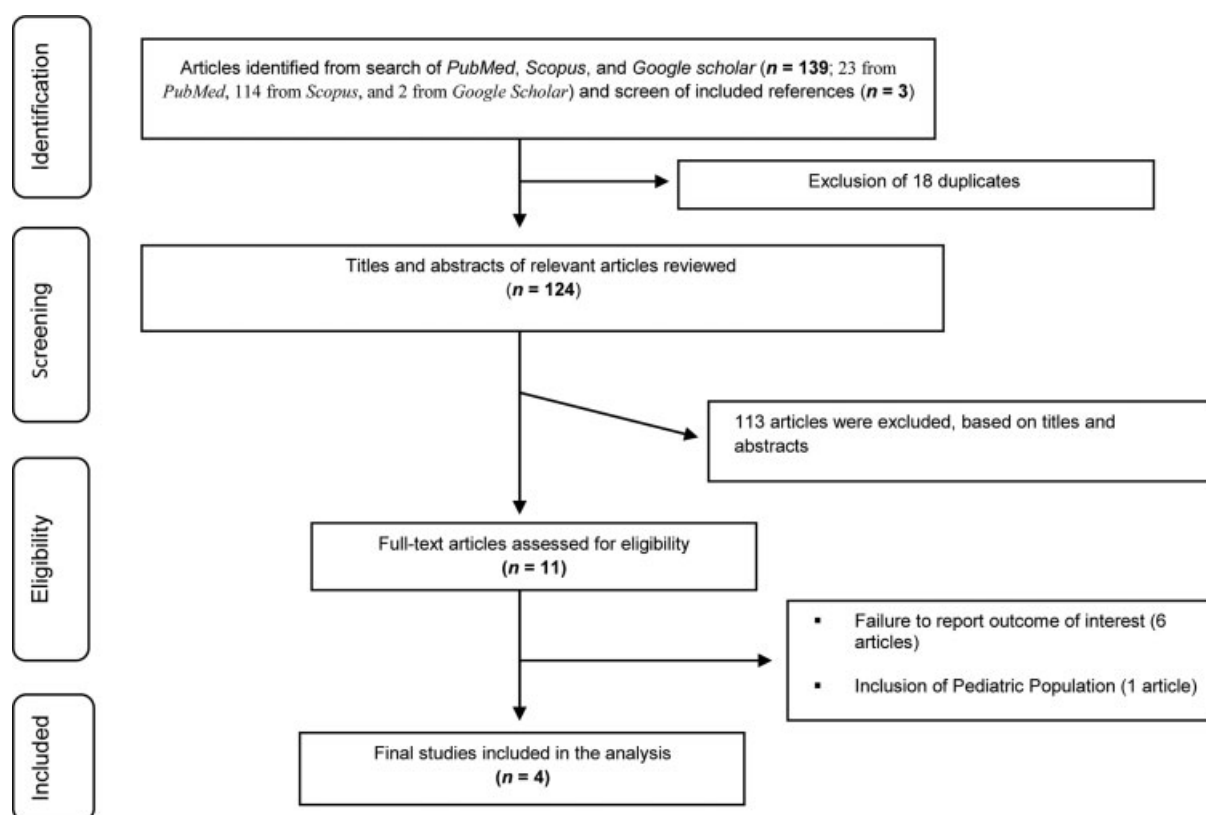 Identification
Articles identified from search of PubMed, Scopus, and Google scholar (n = 139; 23 from
PubMed, 114 from Scopus, and 2 from Google Scholar) and screen of included references (n = 3)
Exclusion of 18 duplicates
Screening
Titles and abstracts of relevant articles reviewed
(n = 124)
113 articles were excluded, based on titles and
abstracts
Eligibility
Full-text articles assessed for eligibility
(n = 11)
▪ Failure to report outcome of interest (6
articles)
▪ Inclusion of Pediatric Population (1 article)
Included
Final studies included in the analysis
(n = 4)